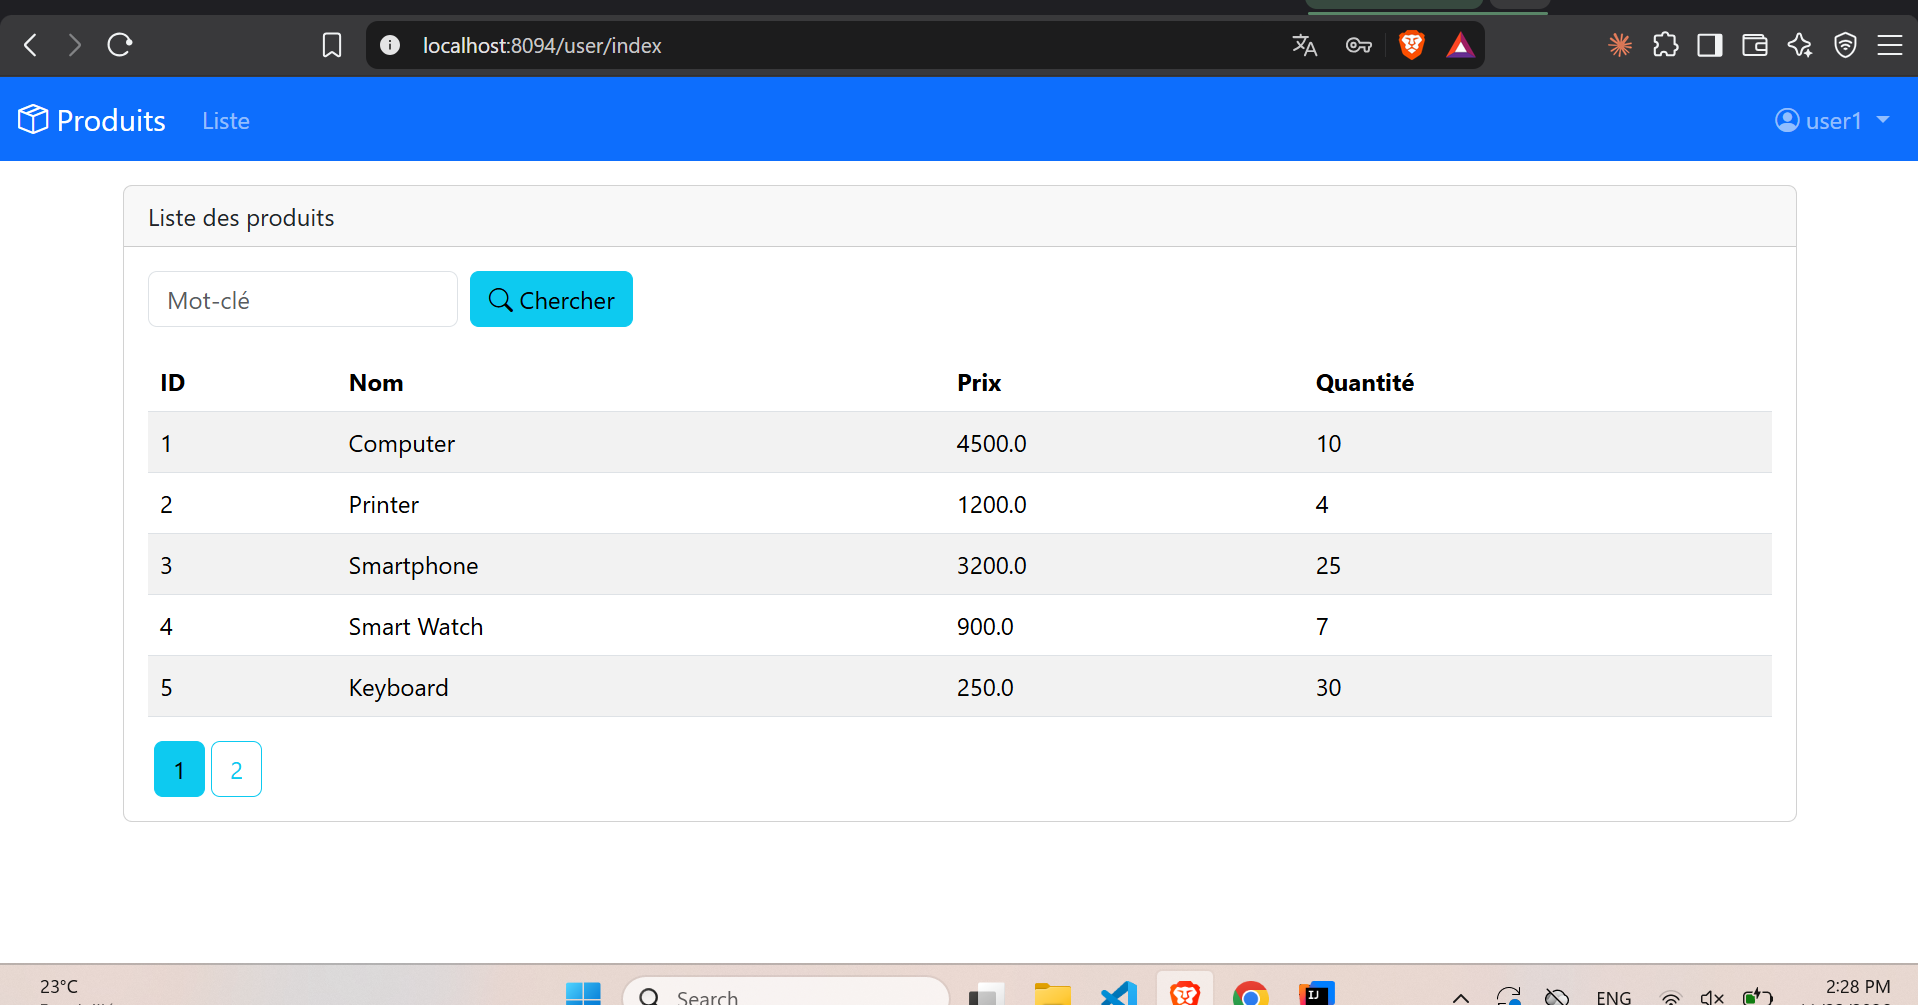 localhost:8094/user/index
Produits Liste user1
Liste des produits
Mot-clé Chercher
ID Nom Prix Quantité
1 Computer 4500.0 10
2 Printer 1200.0 4
3 Smartphone 3200.0 25
4 Smart Watch 900.0 7
5 Keyboard 250.0 30
1 2
23°C
Search
ENG
2:28 PM